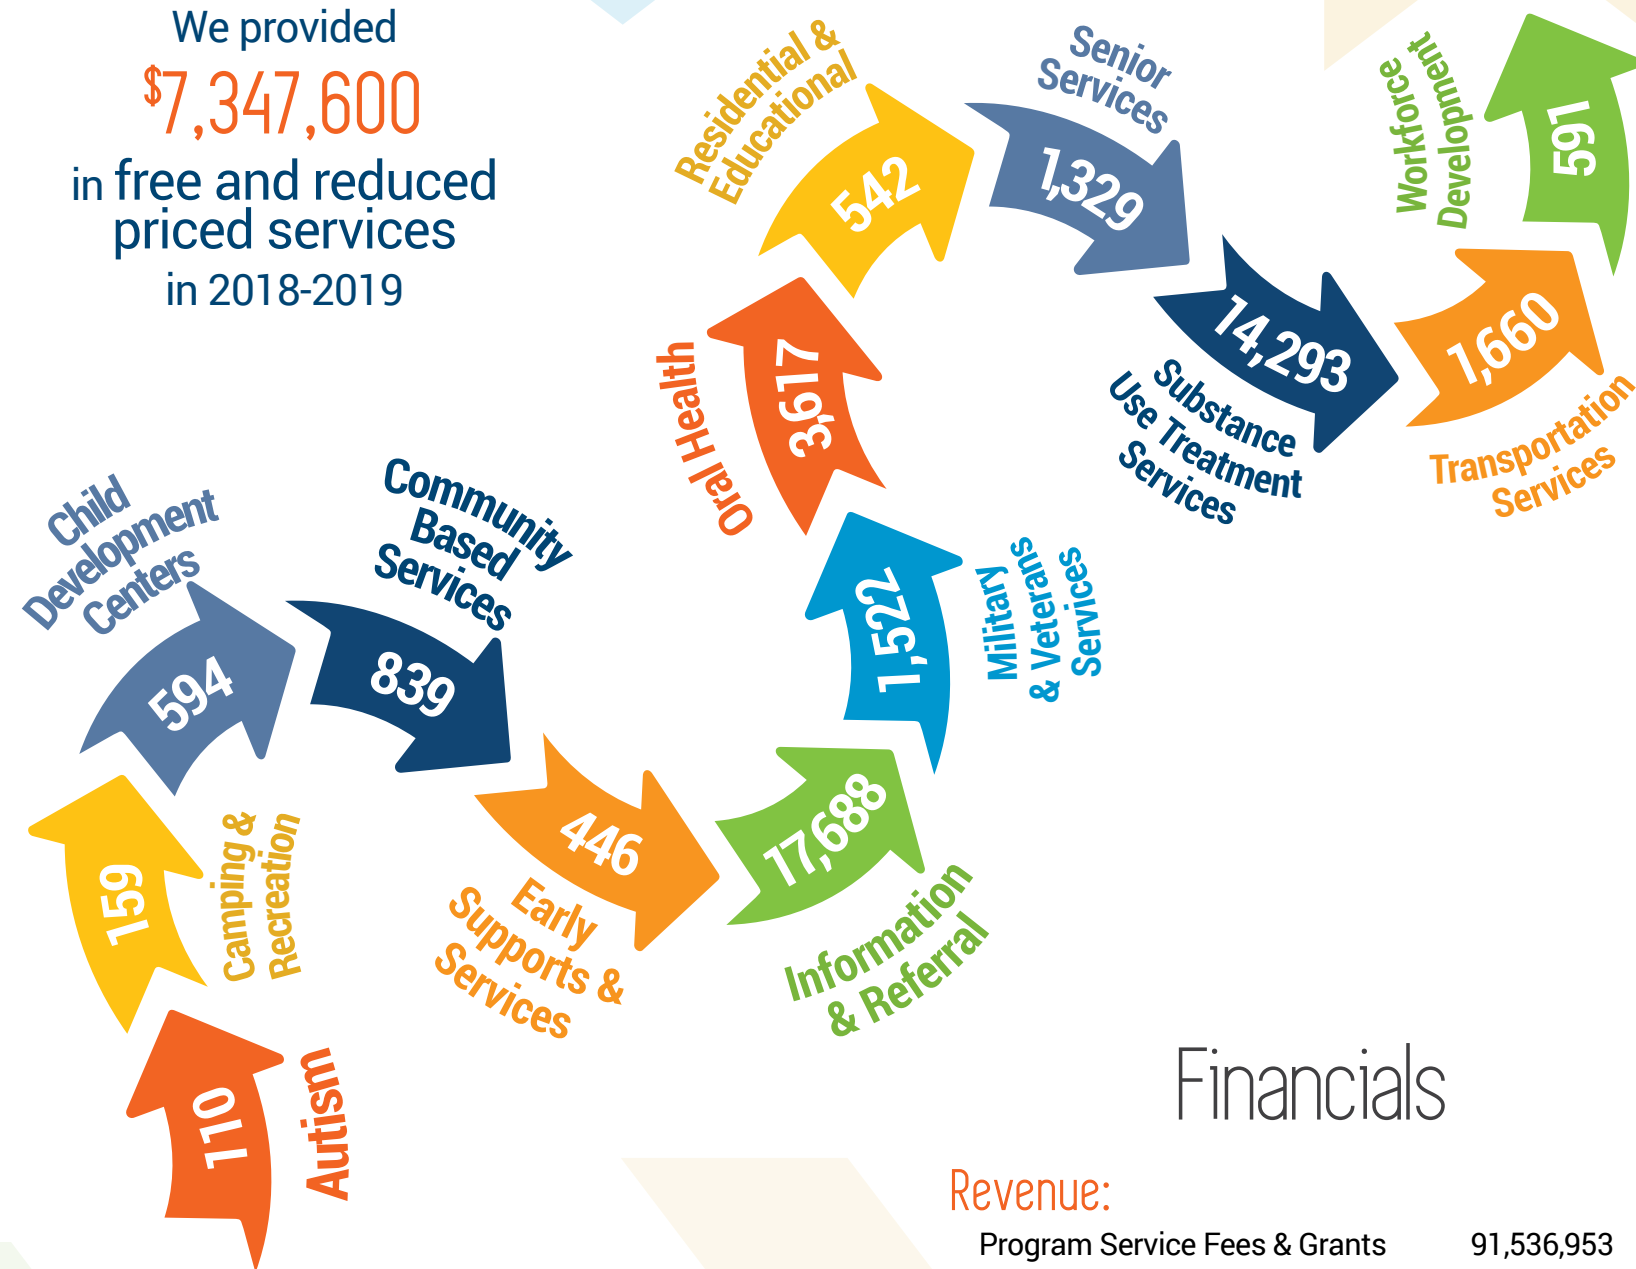 We provided
$7,347,600
in free and reduced
priced services
in 2018-2019
Autism
110
Camping &
Recreation
159
Child
Development
Centers
594
Community
Based
Services
839
Early
Supports &
Services
446
Information
& Referral
17,688
Military
& Veterans
Services
1,522
Oral Health
3,617
Residential &
Educational
542
Senior
Services
1,329
Substance
Use Treatment
Services
14,293
Transportation
Services
1,660
Workforce
Development
591
Financials
Revenue:
Program Service Fees & Grants 91,536,953